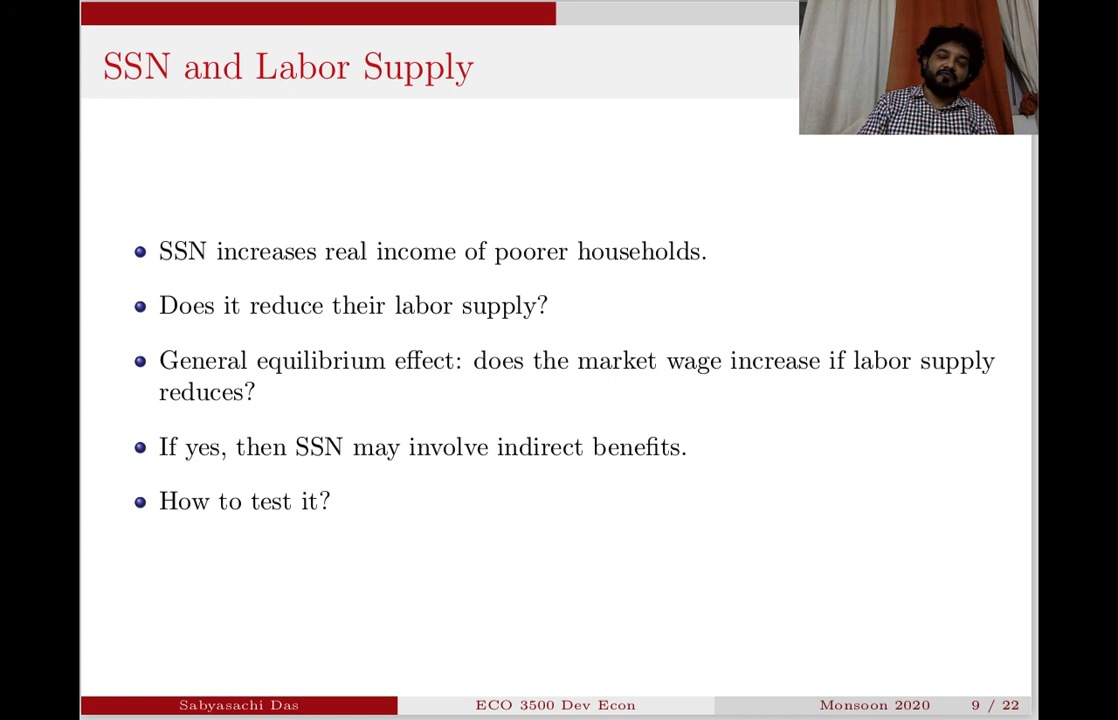 SSN and Labor Supply
SSN increases real income of poorer households.
Does it reduce their labor supply?
General equilibrium effect: does the market wage increase if labor supply
reduces?
If yes, then SSN may involve indirect benefits.
How to test it?
Sabyasachi Das ECO 3500 Dev Econ Monsoon 2020 9 / 22